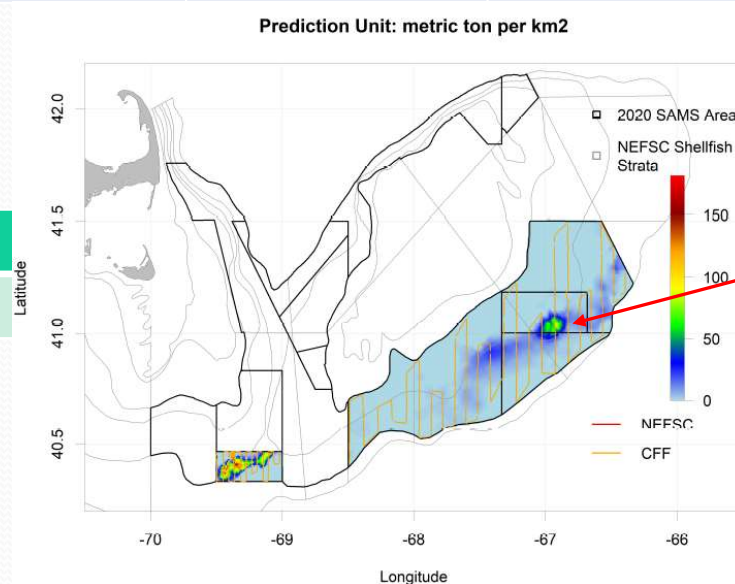 Prediction Unit: metric ton per km2
42.0
41.5
41.0
40.5
Latitude
2020 SAMS Area
NEFSC Shellfish
Strata
150
100
50
0
NEFSC
CFF
-70
-69
-68
-67
-66
Longitude